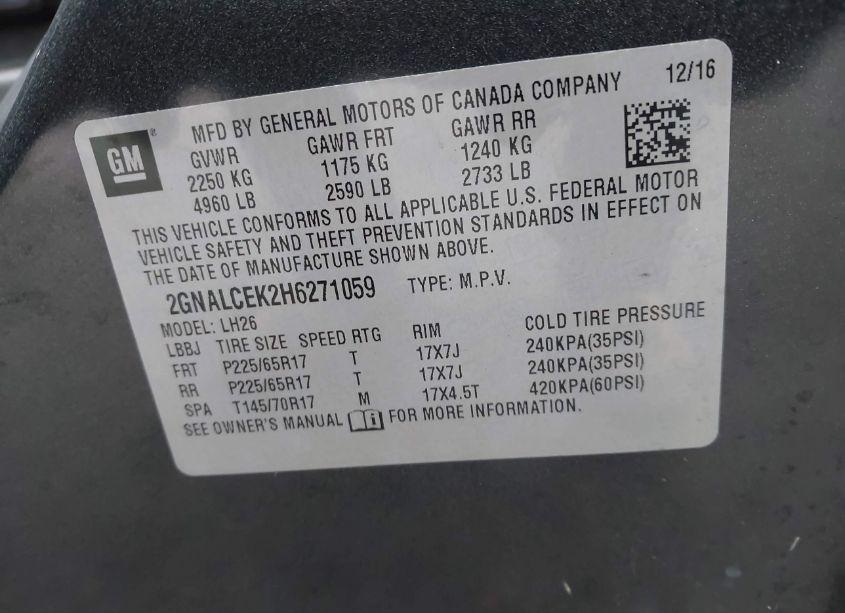 12/16
GM ®
MFD BY GENERAL MOTORS OF CANADA COMPANY
GVWR GAWR FRT GAWR RR
2250 KG 1175 KG 1240 KG
4960 LB 2590 LB 2733 LB
THIS VEHICLE CONFORMS TO ALL APPLICABLE U.S. FEDERAL MOTOR
VEHICLE SAFETY AND THEFT PREVENTION STANDARDS IN EFFECT ON
THE DATE OF MANUFACTURE SHOWN ABOVE.
2GNALCEK2H6271059 TYPE: M.P.V.
MODEL: LH26
LBBJ TIRE SIZE SPEED RTG RIM COLD TIRE PRESSURE
FRT P225/65R17 T 17X7J 240KPA(35PSI)
RR P225/65R17 T 17X7J 240KPA(35PSI)
SPA T145/70R17 M 17X4.5T 420KPA(60PSI)
SEE OWNER'S MANUAL FOR MORE INFORMATION.